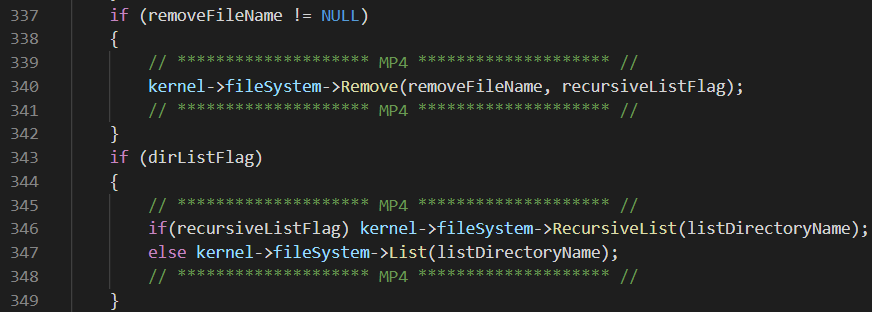 337 if (removeFileName != NULL)
338 {
339 // ******************** MP4 ******************** //
340 kernel->fileSystem->Remove(removeFileName, recursiveListFlag);
341 // ******************** MP4 ******************** //
342 }
343 if (dirListFlag)
344 {
345 // ******************** MP4 ******************** //
346 if(recursiveListFlag) kernel->fileSystem->RecursiveList(listDirectoryName);
347 else kernel->fileSystem->List(listDirectoryName);
348 // ******************** MP4 ******************** //
349 }